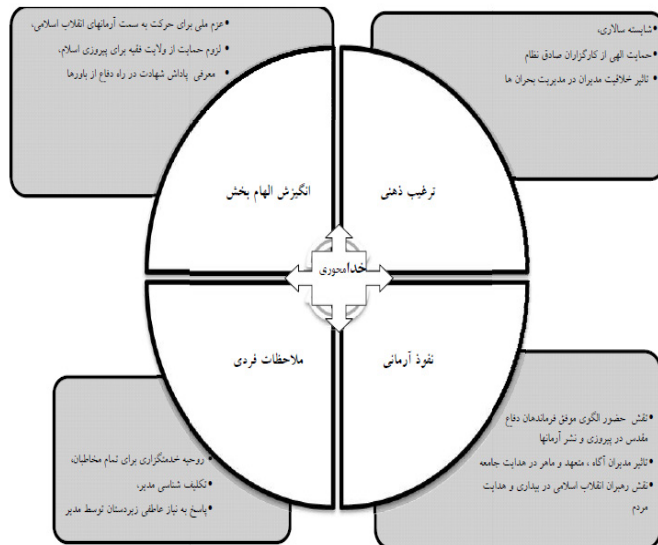 شایسته سالاری،
حمایت الهی از کارگزاران صادق نظام
تاثیر خلاقیت مدیران در مدیریت بحران ها
•عزم ملی برای حرکت به سمت آرمانهای انقلاب اسلامی،
•لزوم حمایت از ولایت فقیه برای پیروزی اسلام،
•معرفی پاداش شهادت در راه دفاع از باورها
ترغیب ذهنی
انگیزش الهام بخش
خدامحوری
نفوذ آرمانی
ملاحظات فردی
•نقش حضور الگوی موفق فرماندهان دفاع
مقدس در پیروزی و نشر آرمانها
•تاثیر مدیران آگاه ، متعهد و ماهر در هدایت جامعه
•نقش رهبران انقلاب اسلامی در بیداری و هدایت
مردم
•روحیه خدمتگزاری برای تمام مخاطبان،
•تکلیف شناسی مدیر،
•پاسخ به نیاز عاطفی زیردستان توسط مدیر